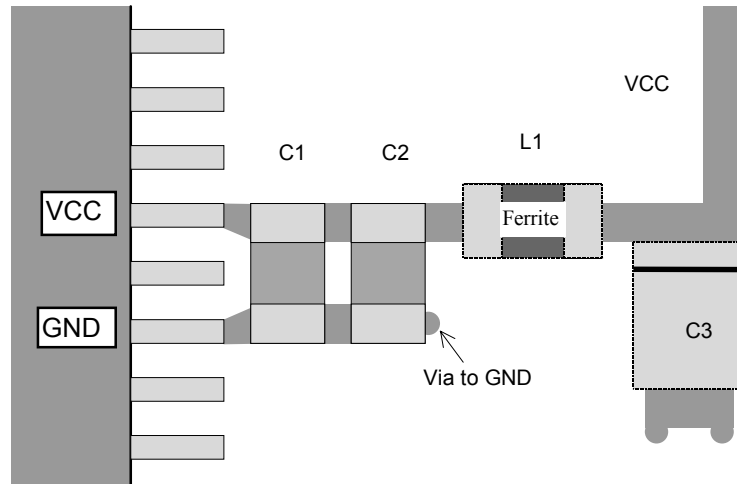 VCC
L1
C1
C2
VCC
Ferrite
GND
C3
Via to GND